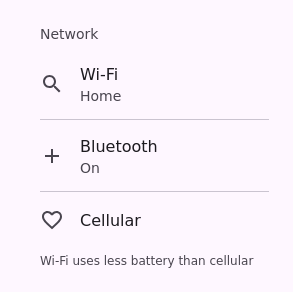 Network
Wi-Fi
Home
Bluetooth
On
Cellular
Wi-Fi uses less battery than cellular